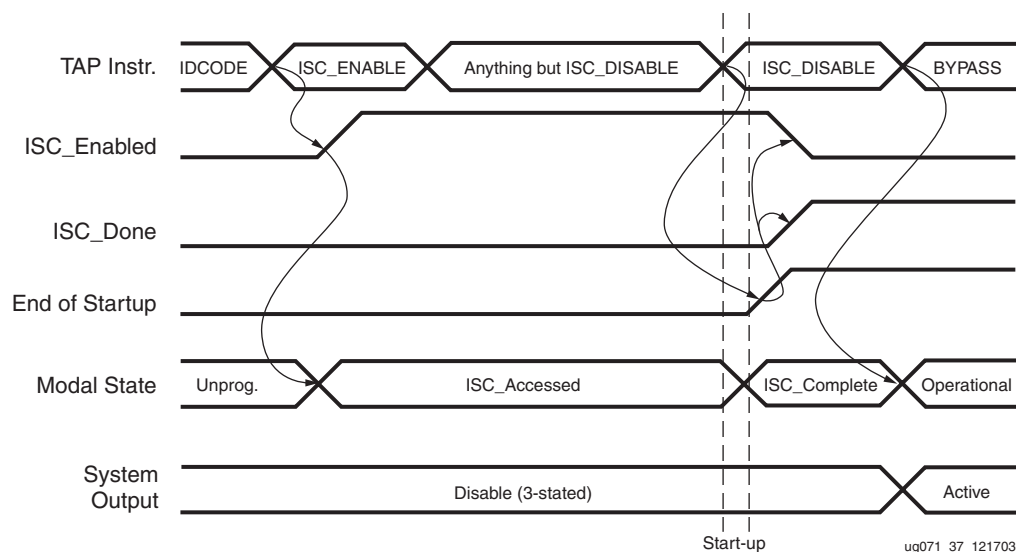 TAP Instr.
IDCODE
ISC_ENABLE
Anything but ISC_DISABLE
ISC_DISABLE
BYPASS
ISC_Enabled
ISC_Done
End of Startup
Modal State
Unprog.
ISC_Accessed
ISC_Complete
Operational
System
Output
Disable (3-stated)
Active
Start-up
ug071_37_121703